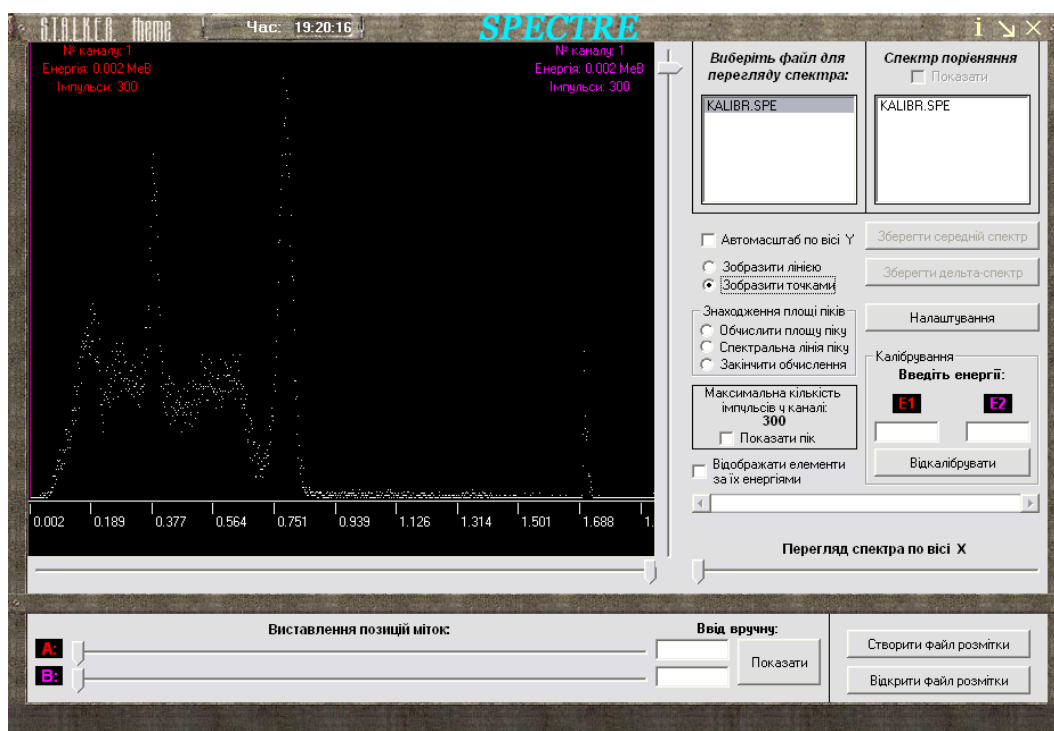 S.T.A.L.K.E.R. theme
Час: 19:20:16
SPECTRE
№ каналу: 1
Енергія: 0.002 МеВ
Імпульси: 300
№ каналу: 1
Енергія: 0.002 МеВ
Імпульси: 300
0.002 0.189 0.377 0.564 0.751 0.939 1.126 1.314 1.501 1.688 1.
Виберіть файл для
перегляду спектра:
KALIBR.SPE
Спектр порівняння
Показати
KALIBR.SPE
Автомасштаб по вісі Y
Зобразити лінією
Зобразити точками
Знаходження площі піків
Обчислити площу піку
Спектральна лінія піку
Закінчити обчислення
Максимальна кількість
імпульсів у каналі:
300
Показати пік
Відображати елементи
за їх енергіями
Зберегти середній спектр
Зберегти дельта-спектр
Налаштування
Калібрування
Введіть енергії:
E1 E2
Відкалібрувати
Перегляд спектра по вісі X
Виставлення позицій міток:
A:
B:
Ввід вручну:
Показати
Створити файл розмітки
Відкрити файл розмітки